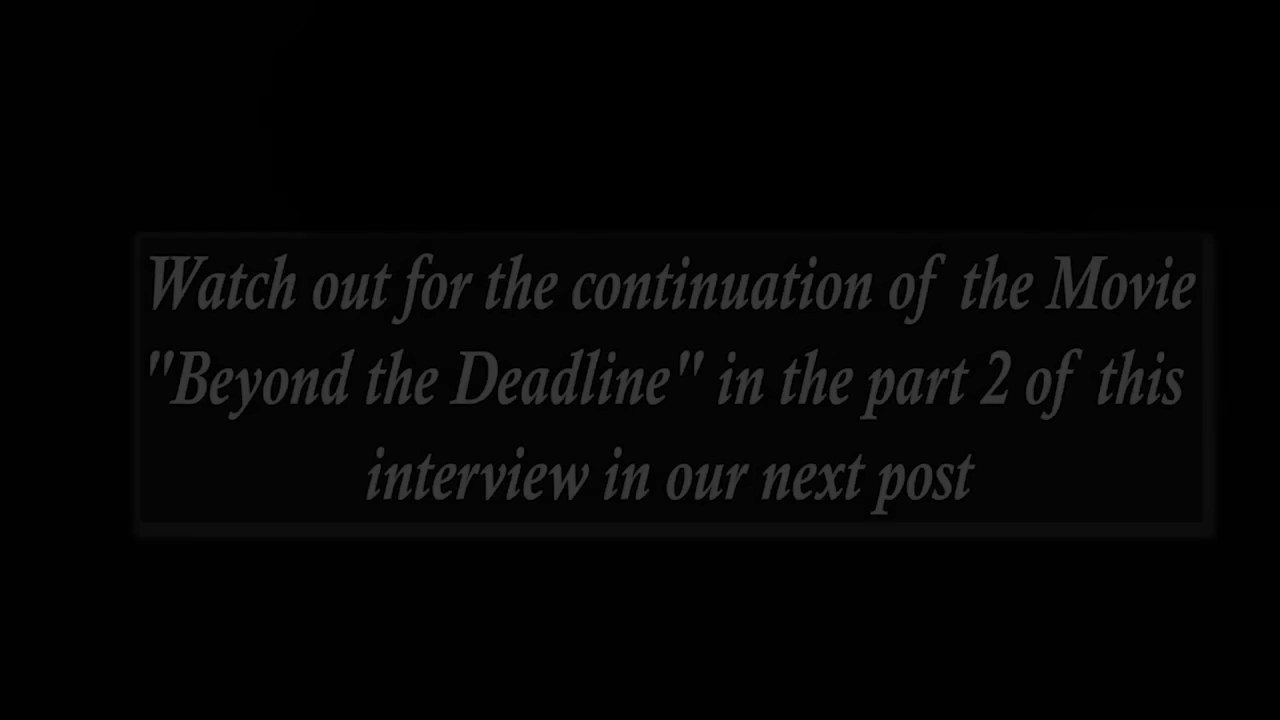 Watch out for the continuation of the Movie
"Beyond the Deadline" in the part 2 of this
interview in our next post